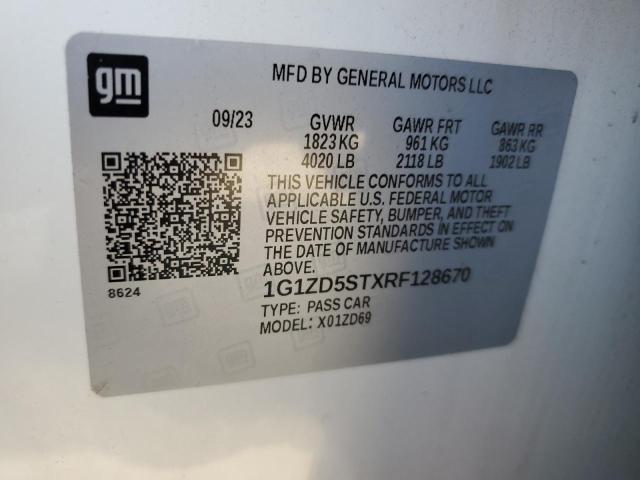 gm
MFD BY GENERAL MOTORS LLC
09/23 GVWR GAWR FRT GAWR RR
1823 KG 961 KG 863 KG
4020 LB 2118 LB 1902 LB
THIS VEHICLE CONFORMS TO ALL
APPLICABLE U.S. FEDERAL MOTOR
VEHICLE SAFETY, BUMPER, AND THEFT
PREVENTION STANDARDS IN EFFECT ON
THE DATE OF MANUFACTURE SHOWN
ABOVE.
8624
1G1ZD5STXRF128670
TYPE: PASS CAR
MODEL: X01ZD69